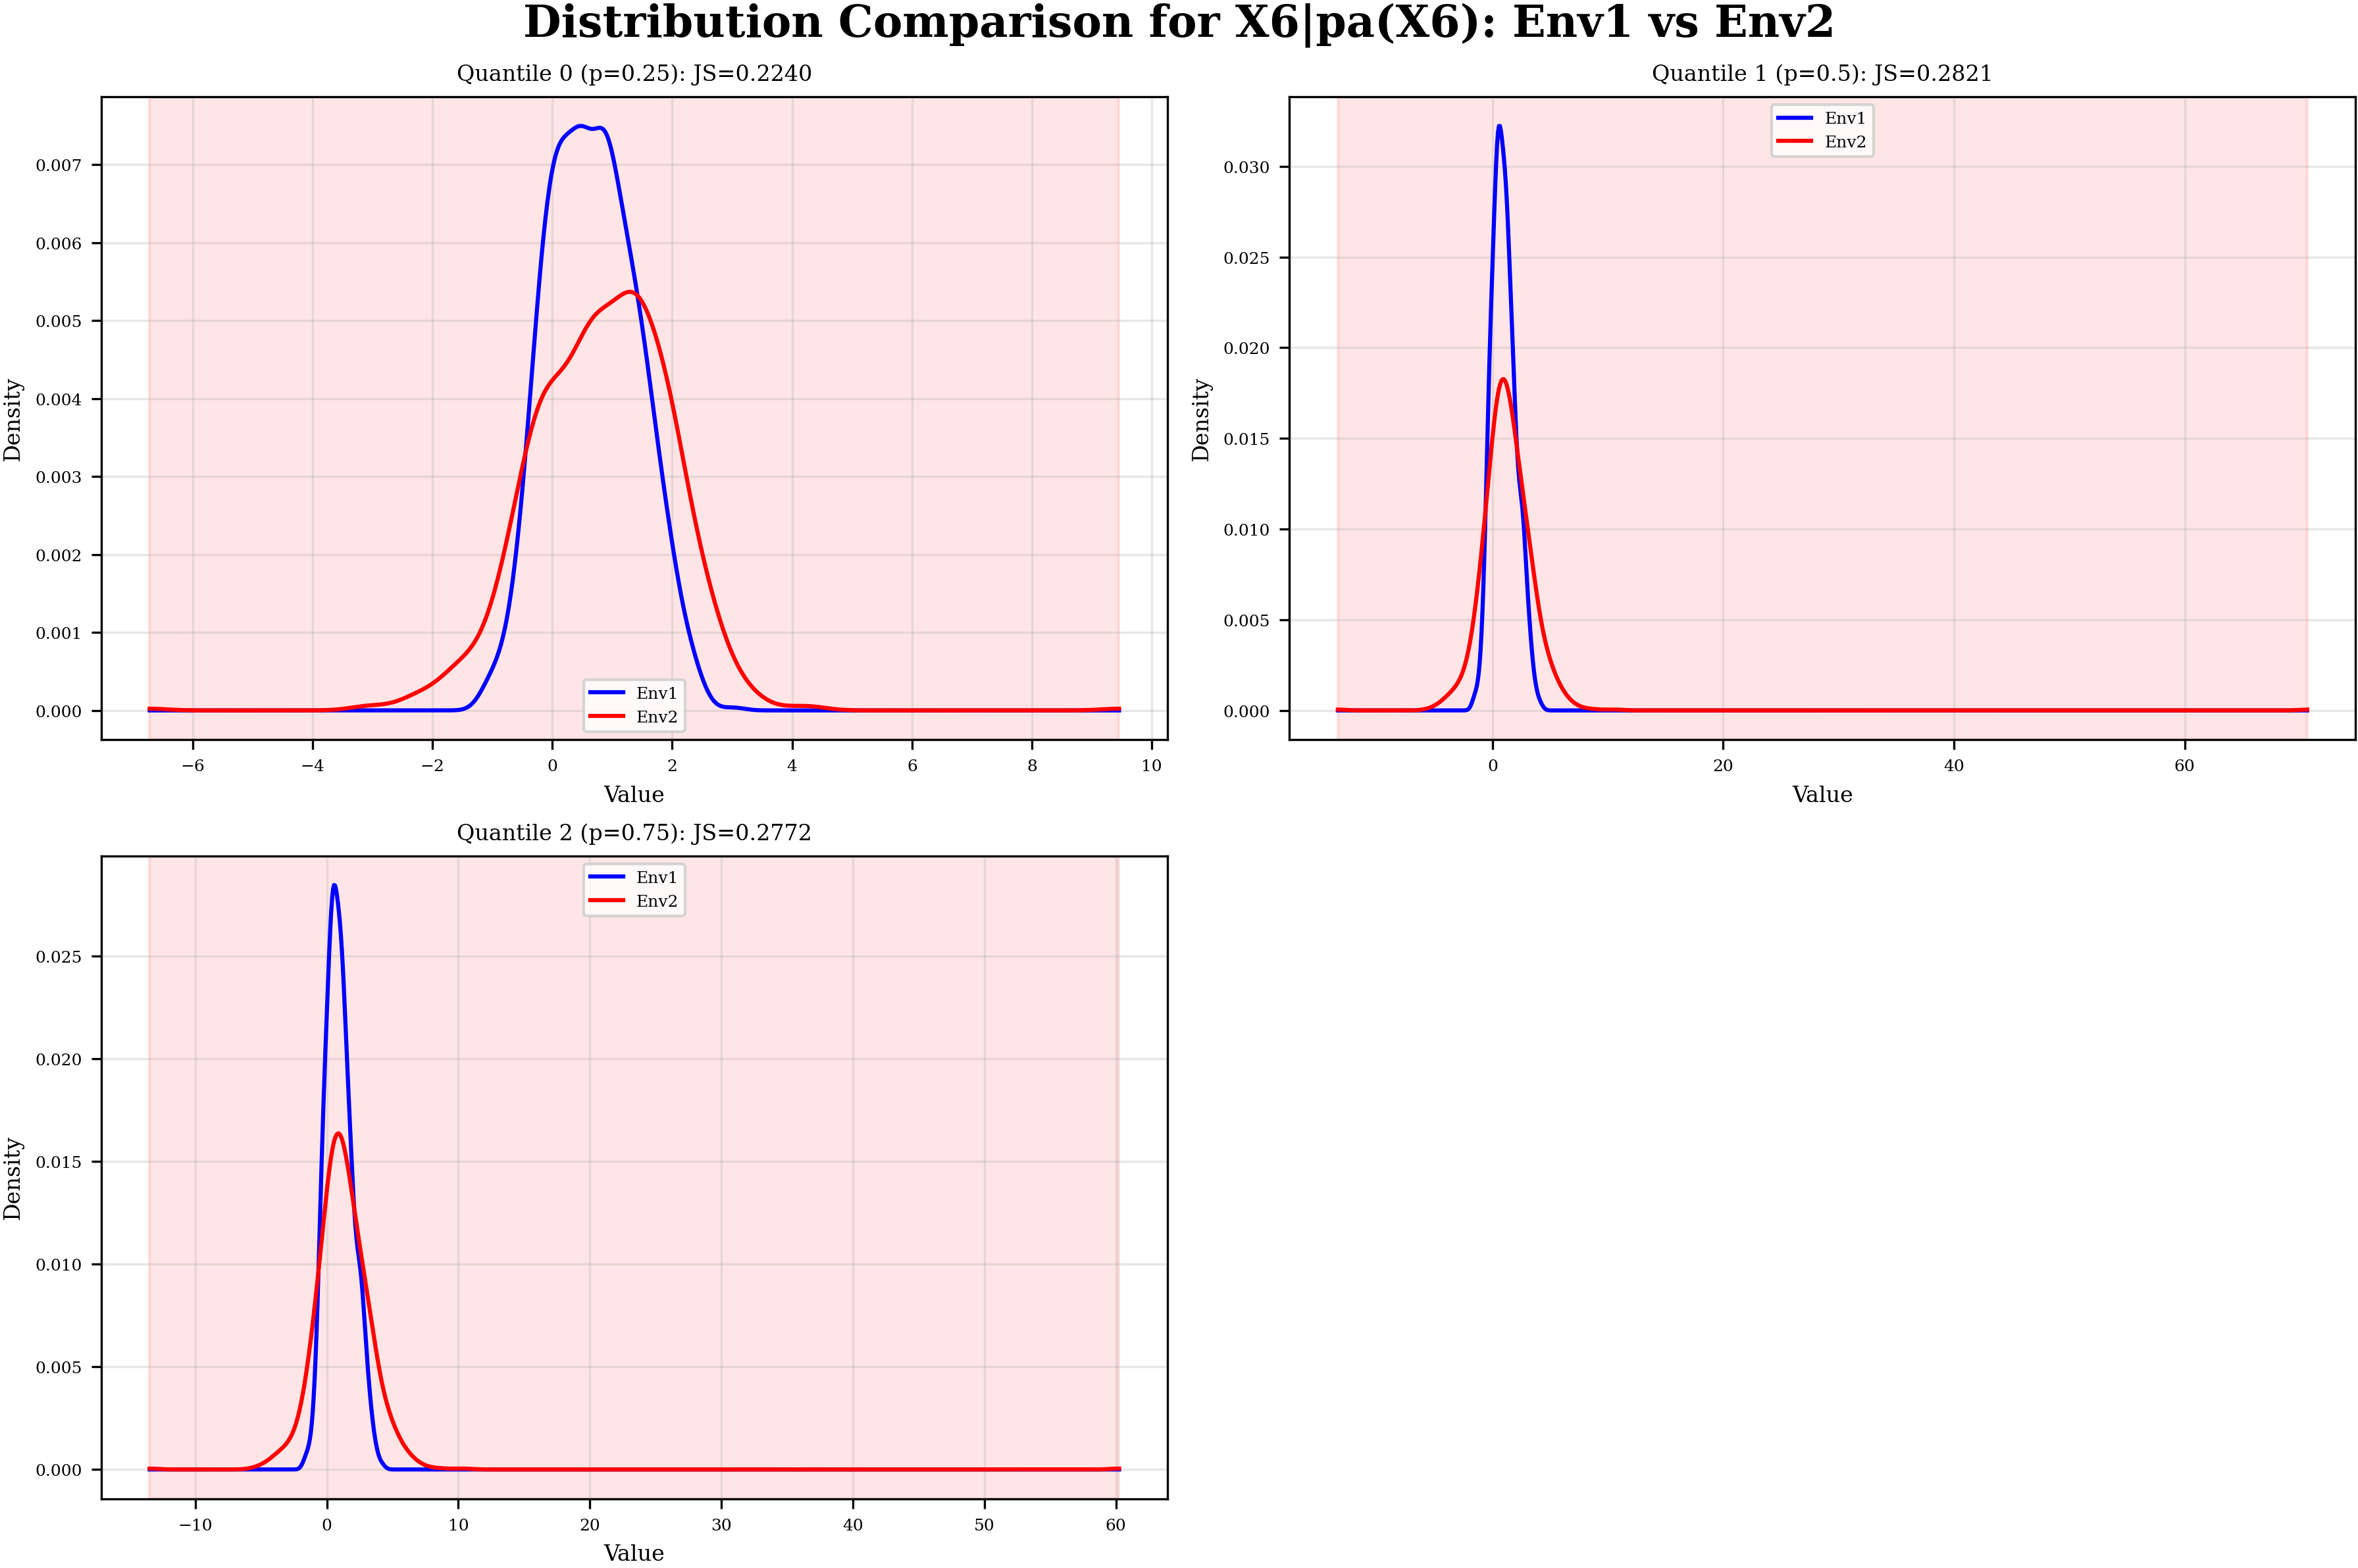 Distribution Comparison for X6|pa(X6): Env1 vs Env2
Quantile 0 (p=0.25): JS=0.2240
Density
0.007
0.006
0.005
0.004
0.003
0.002
0.001
0.000
Env1
Env2
−6 −4 −2 0 2 4 6 8 10
Value
Quantile 1 (p=0.5): JS=0.2821
Density
0.030
0.025
0.020
0.015
0.010
0.005
0.000
Env1
Env2
0 20 40 60
Value
Quantile 2 (p=0.75): JS=0.2772
Density
0.025
0.020
0.015
0.010
0.005
0.000
Env1
Env2
−10 0 10 20 30 40 50 60
Value